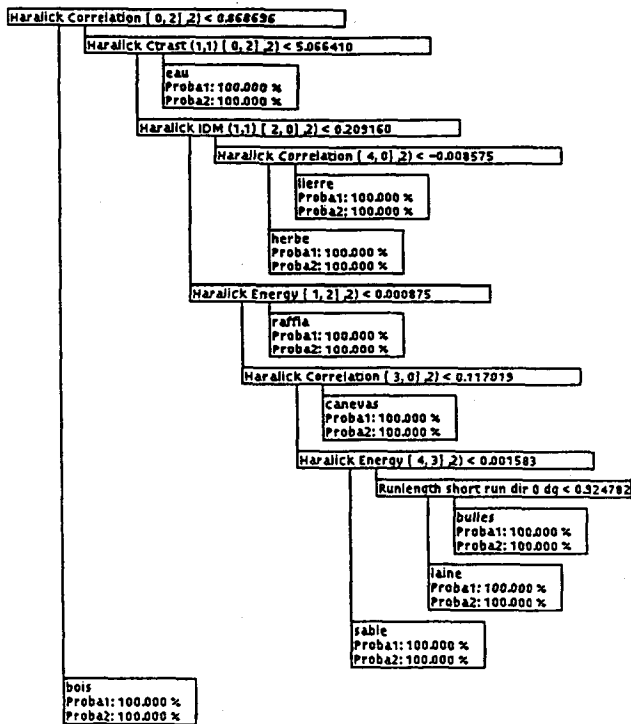 Haralick Correlation [ 0, 2] ,2) < 0.868696
Haralick Ctrast (1,1) [ 0, 2] ,2) < 5.066410
eau
Proba1: 100.000 %
Proba2: 100.000 %
Haralick IDM (1,1) [ 2, 0] ,2) < 0.209160
Haralick Correlation [ 4, 0] ,2) < -0.008575
lierre
Proba1: 100.000 %
Proba2: 100.000 %
herbe
Proba1: 100.000 %
Proba2: 100.000 %
Haralick Energy [ 1, 2] ,2) < 0.000875
raffia
Proba1: 100.000 %
Proba2: 100.000 %
Haralick Correlation [ 3, 0] ,2) < 0.117019
canevas
Proba1: 100.000 %
Proba2: 100.000 %
Haralick Energy [ 4, 3] ,2) < 0.001583
Runlength short run dir 0 dg < 0.924782
bulles
Proba1: 100.000 %
Proba2: 100.000 %
laine
Proba1: 100.000 %
Proba2: 100.000 %
sable
Proba1: 100.000 %
Proba2: 100.000 %
bois
Proba1: 100.000 %
Proba2: 100.000 %